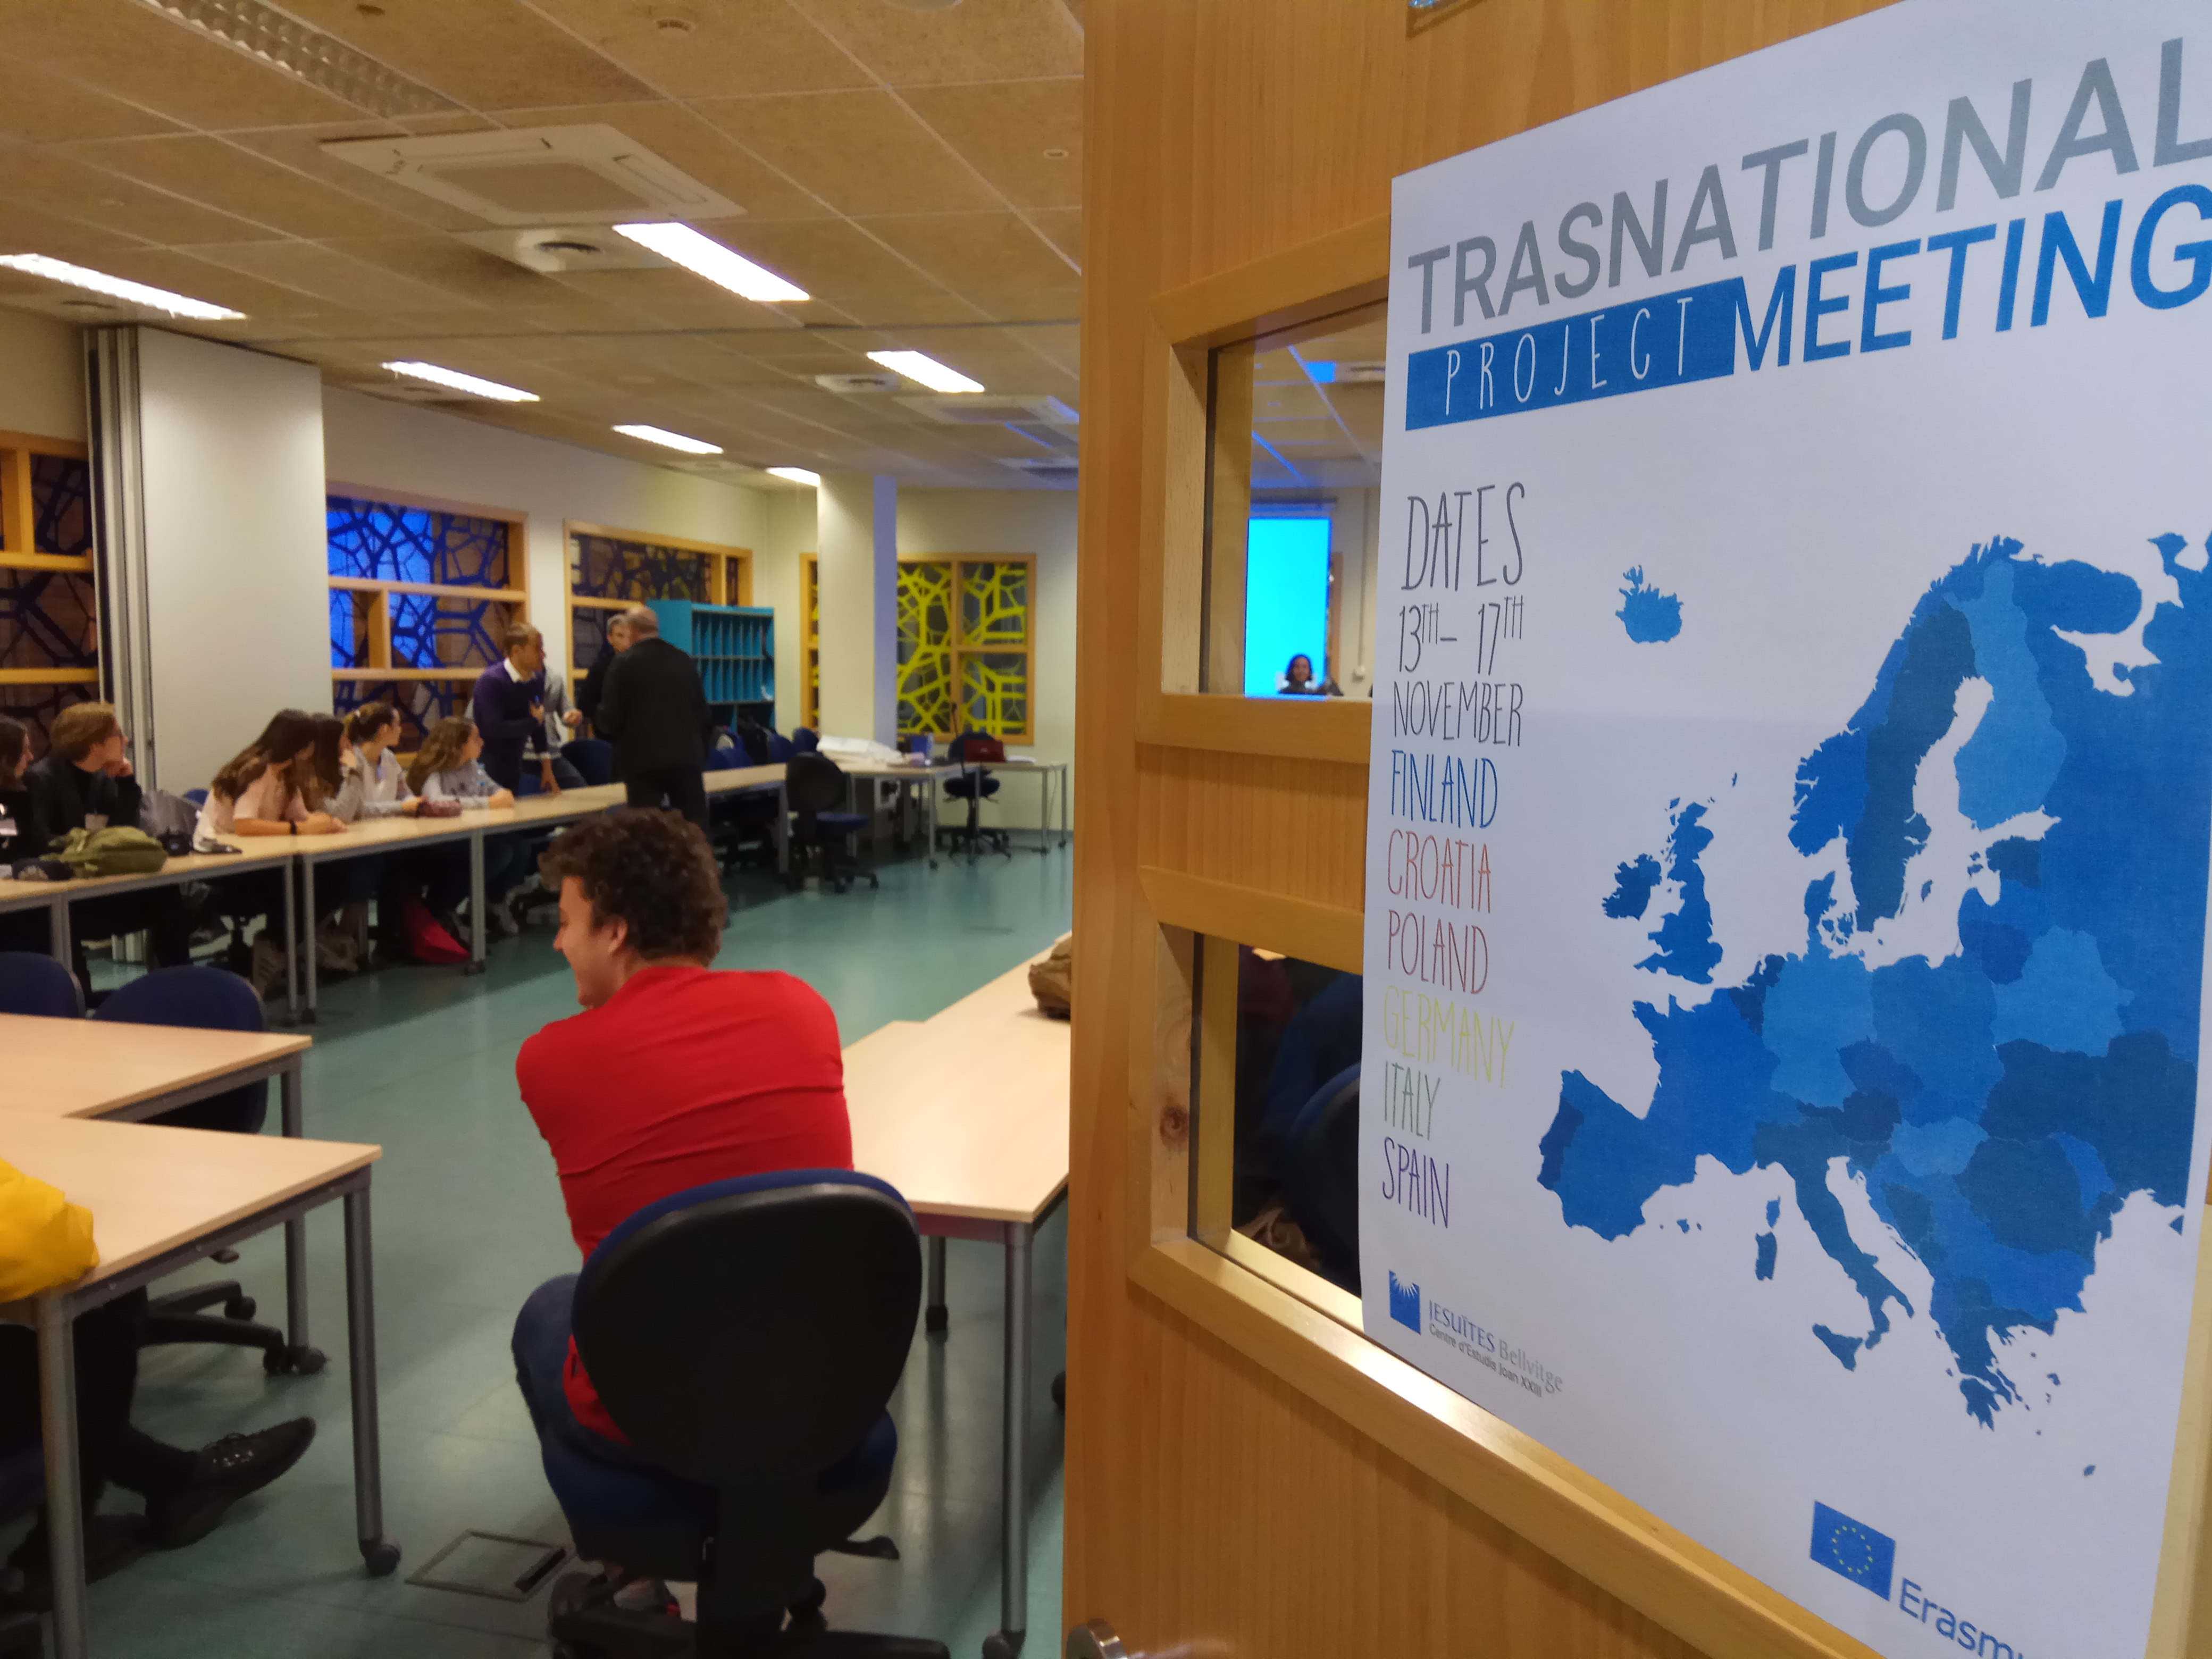 TRASNATIONAL
PROJECT MEETING
DATES
13TH- 17TH
NOVEMBER
FINLAND
CROATIA
POLAND
GERMANY
ITALY
SPAIN
JESUÏTES Bellvitge
Centre d'Estudis Joan XXIII
Erasm